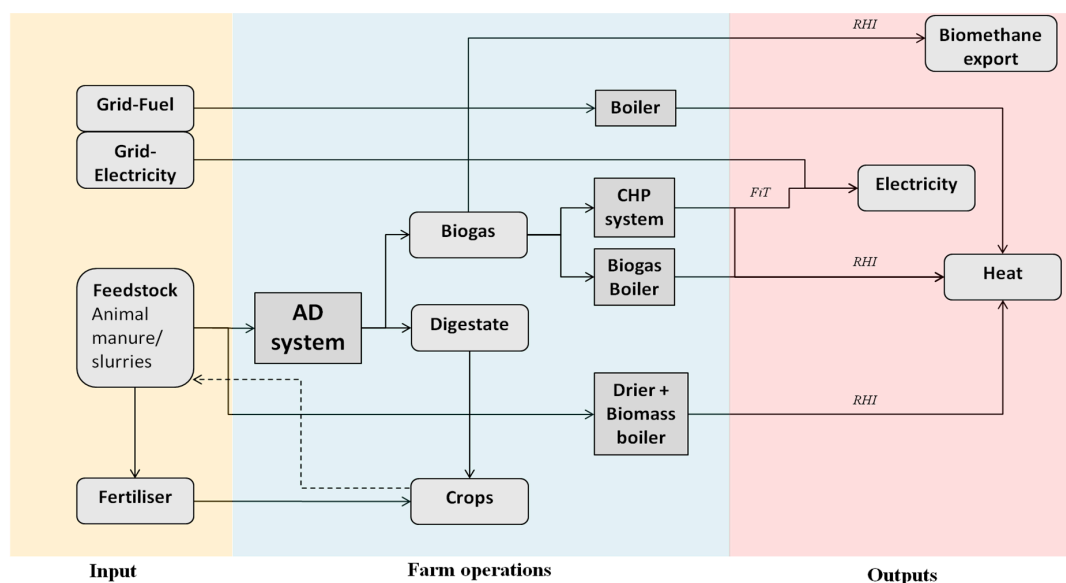 RHI
Biomethane
export
Grid-Fuel
Boiler
Grid-
Electricity
CHP
system
FiT
Electricity
Biogas
Biogas
Boiler
RHI
Heat
Feedstock
Animal
manure/
slurries
AD
system
Digestate
Drier +
Biomass
boiler
RHI
Fertiliser
Crops
Input
Farm operations
Outputs